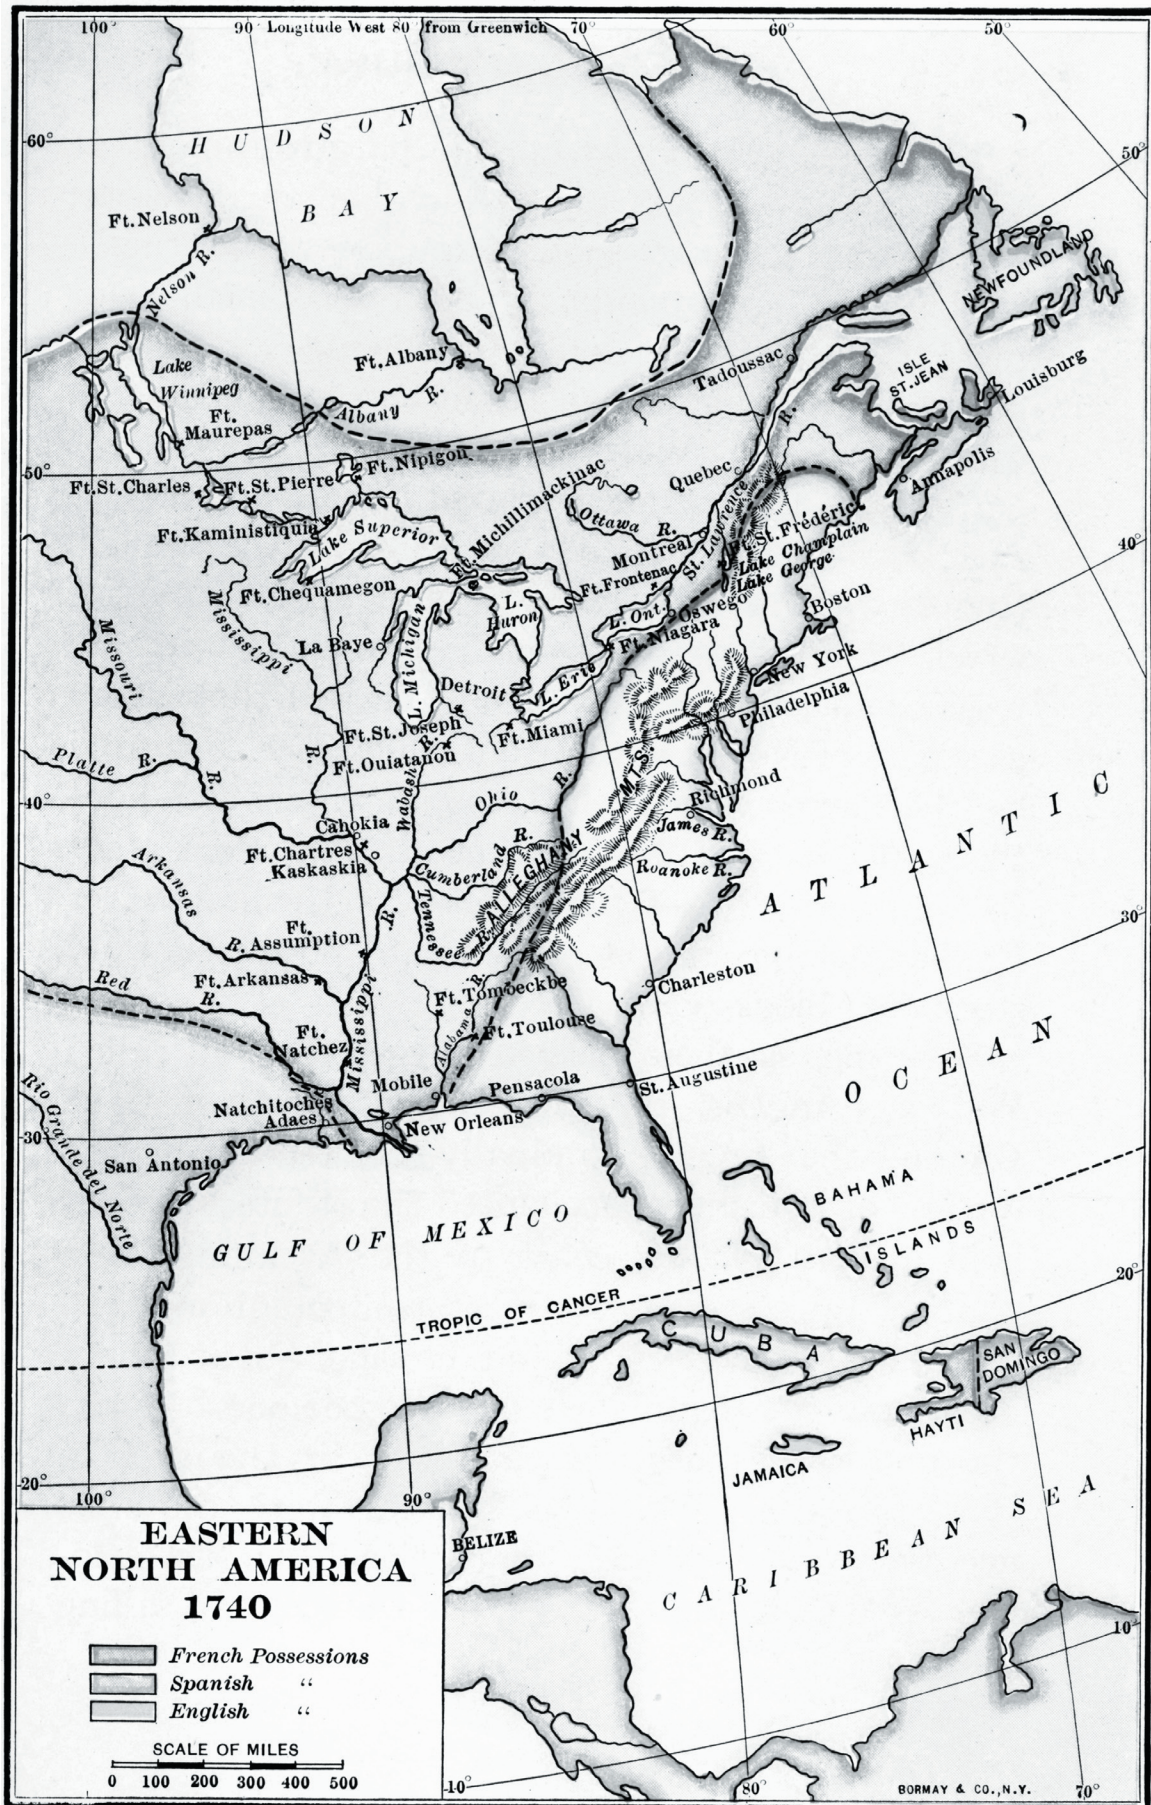 100°
90° Longitude West 80° from Greenwich
70°
60°
50°
HUDSON
60°
50°
BAY
Ft. Nelson
Nelson R.
NEWFOUNDLAND
Lake
Winnipeg
Ft. Albany
Albany R.
Tadoussac
ISLE
ST. JEAN
Louisburg
Ft.
Maurepas
R.
50°
Ft. Nipigon
Ft. St. Charles
Ft. St. Pierre
Quebec
Annapolis
Ft. Michillimackinac
Ottawa R.
St. Lawrence
Ft. Kaministiquia
Lake Superior
Montreal
Ft. St. Frédéric
Lake Champlain
Lake George
40°
Ft. Frontenac
Ft. Chequamegon
Mississippi
R.
L.
Huron
L. Ont.
Oswego
Boston
Missouri
R.
La Baye
L. Michigan
Ft. Niagara
New York
Detroit
L. Erie
Philadelphia
Ft. St. Joseph
Ft. Miami
Ft. Ouiatanou
Platte R.
Wabash R.
MTS.
40°
Ohio R.
Richmond
Cahokia
James R.
Ft. Chartres
Kaskaskia
Cumberland R.
ALLEGHANY
Roanoke R.
Arkansas
R.
Tennessee R.
ATLANTIC
30°
Ft.
Assumption
R.
Red
R.
Ft. Arkansas
Ft. Tombeckbe
Charleston
Mississippi
Alabama R.
Ft. Toulouse
Ft.
Natchez
OCEAN
Mobile
Pensacola
St. Augustine
Rio Grande del Norte
Natchitoches
Adaes
New Orleans
30°
San Antonio
GULF OF MEXICO
BAHAMA
ISLANDS
20°
TROPIC OF CANCER
CUBA
SAN
DOMINGO
HAYTI
JAMAICA
20°
100°
90°
CARIBBEAN SEA
BELIZE
EASTERN
NORTH AMERICA
1740
French Possessions
Spanish “
English “
SCALE OF MILES
0 100 200 300 400 500
10°
10°
80°
BORMAY & CO., N.Y.
70°